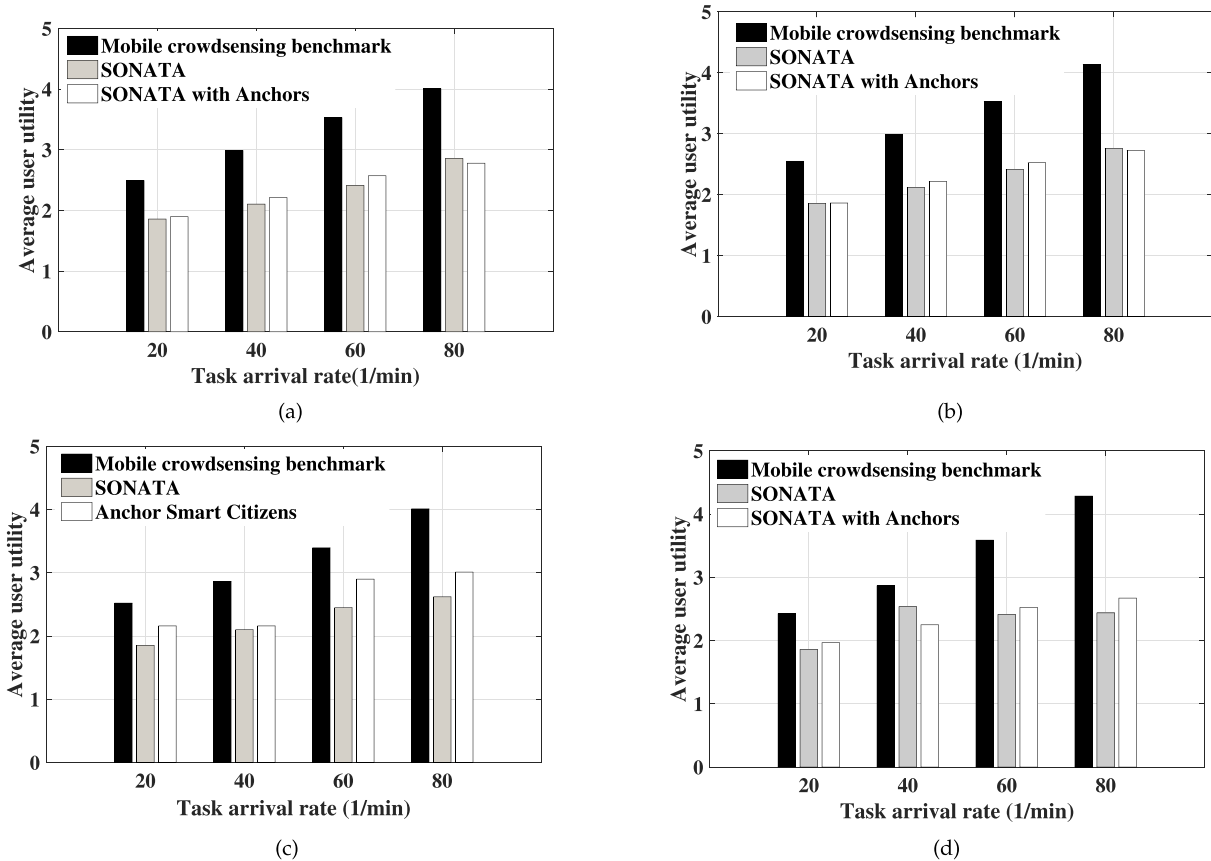 5
4
3
2
1
0
Average user utility
Mobile crowdsensing benchmark
SONATA
SONATA with Anchors
20 40 60 80
Task arrival rate(1/min)
(a)
5
4
3
2
1
0
Average user utility
Mobile crowdsensing benchmark
SONATA
SONATA with Anchors
20 40 60 80
Task arrival rate (1/min)
(b)
5
4
3
2
1
0
Average user utility
Mobile crowdsensing benchmark
SONATA
Anchor Smart Citizens
20 40 60 80
Task arrival rate (1/min)
(c)
5
4
3
2
1
0
Average user utility
Mobile crowdsensing benchmark
SONATA
SONATA with Anchors
20 40 60 80
Task arrival rate (1/min)
(d)